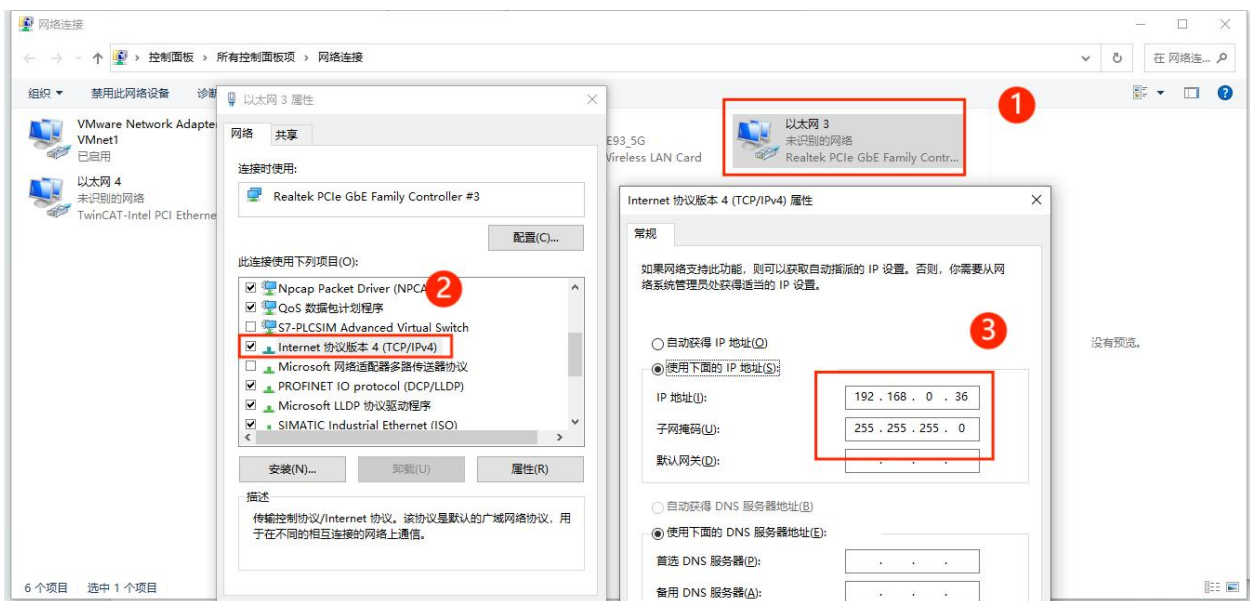 网络连接
控制面板 › 所有控制面板项 › 网络连接
在 网络连... 
组织
禁用此网络设备
诊断
VMware Network Adapte
VMnet1
已启用
以太网 4
未识别的网络
TwinCAT-Intel PCI Etherne
E93_5G
Wireless LAN Card
1
以太网 3
未识别的网络
Realtek PCIe GbE Family Contr...
没有预览。
以太网 3 属性
网络
共享
连接时使用:
Realtek PCIe GbE Family Controller #3
配置(C)...
此连接使用下列项目(O):
2
Npcap Packet Driver (NPCA
QoS 数据包计划程序
S7-PLCSIM Advanced Virtual Switch
Internet 协议版本 4 (TCP/IPv4)
Microsoft 网络适配器多路传送器协议
PROFINET IO protocol (DCP/LLDP)
Microsoft LLDP 协议驱动程序
SIMATIC Industrial Ethernet (ISO)
安装(N)...
卸载(U)
属性(R)
描述
传输控制协议/Internet 协议。该协议是默认的广域网络协议，用
于在不同的相互连接的网络上通信。
Internet 协议版本 4 (TCP/IPv4) 属性
常规
如果网络支持此功能，则可以获取自动指派的 IP 设置。否则，你需要从网
络系统管理员处获得适当的 IP 设置。
3
自动获得 IP 地址(O)
使用下面的 IP 地址(S):
IP 地址(I):
192 . 168 . 0 . 36
子网掩码(U):
255 . 255 . 255 . 0
默认网关(D):
. . .
自动获得 DNS 服务器地址(B)
使用下面的 DNS 服务器地址(E):
首选 DNS 服务器(P):
. . .
备用 DNS 服务器(A):
. . .
6 个项目
选中 1 个项目